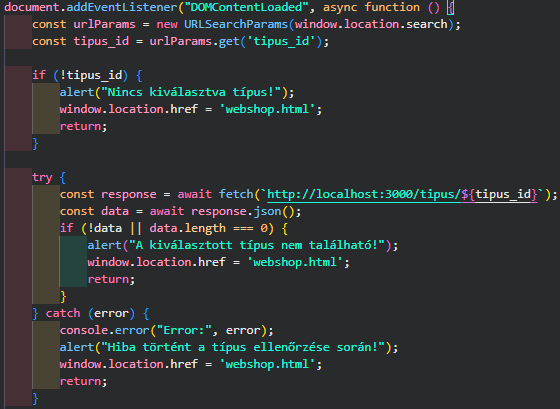 document.addEventListener("DOMContentLoaded", async function () {
    const urlParams = new URLSearchParams(window.location.search);
    const tipus_id = urlParams.get('tipus_id');

    if (!tipus_id) {
        alert("Nincs kiválasztva típus!");
        window.location.href = 'webshop.html';
        return;
    }

    try {
        const response = await fetch(`http://localhost:3000/tipus/${tipus_id}`);
        const data = await response.json();
        if (!data || data.length === 0) {
            alert("A kiválasztott típus nem található!");
            window.location.href = 'webshop.html';
            return;
        }
    } catch (error) {
        console.error("Error:", error);
        alert("Hiba történt a típus ellenőrzése során!");
        window.location.href = 'webshop.html';
        return;
    }